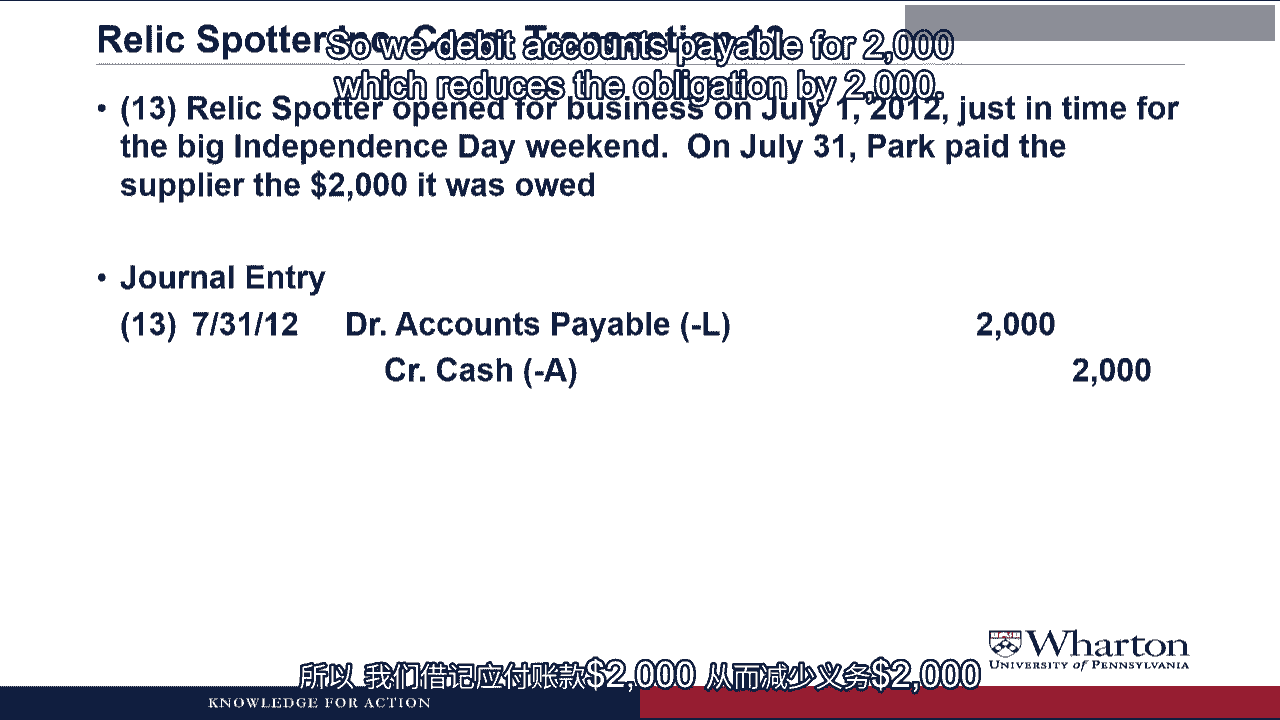 Relic Spotter Inc. Case: Transaction 13
So we debit accounts payable for 2,000
which reduces the obligation by 2,000.
• (13) Relic Spotter opened for business on July 1, 2012, just in time for
the big Independence Day weekend. On July 31, Park paid the
supplier the $2,000 it was owed
• Journal Entry
(13) 7/31/12 Dr. Accounts Payable (-L) 2,000
Cr. Cash (-A) 2,000
Wharton
UNIVERSITY of PENNSYLVANIA
所以 我们借记应付账款$2,000 从而减少义务$2,000
KNOWLEDGE FOR ACTION